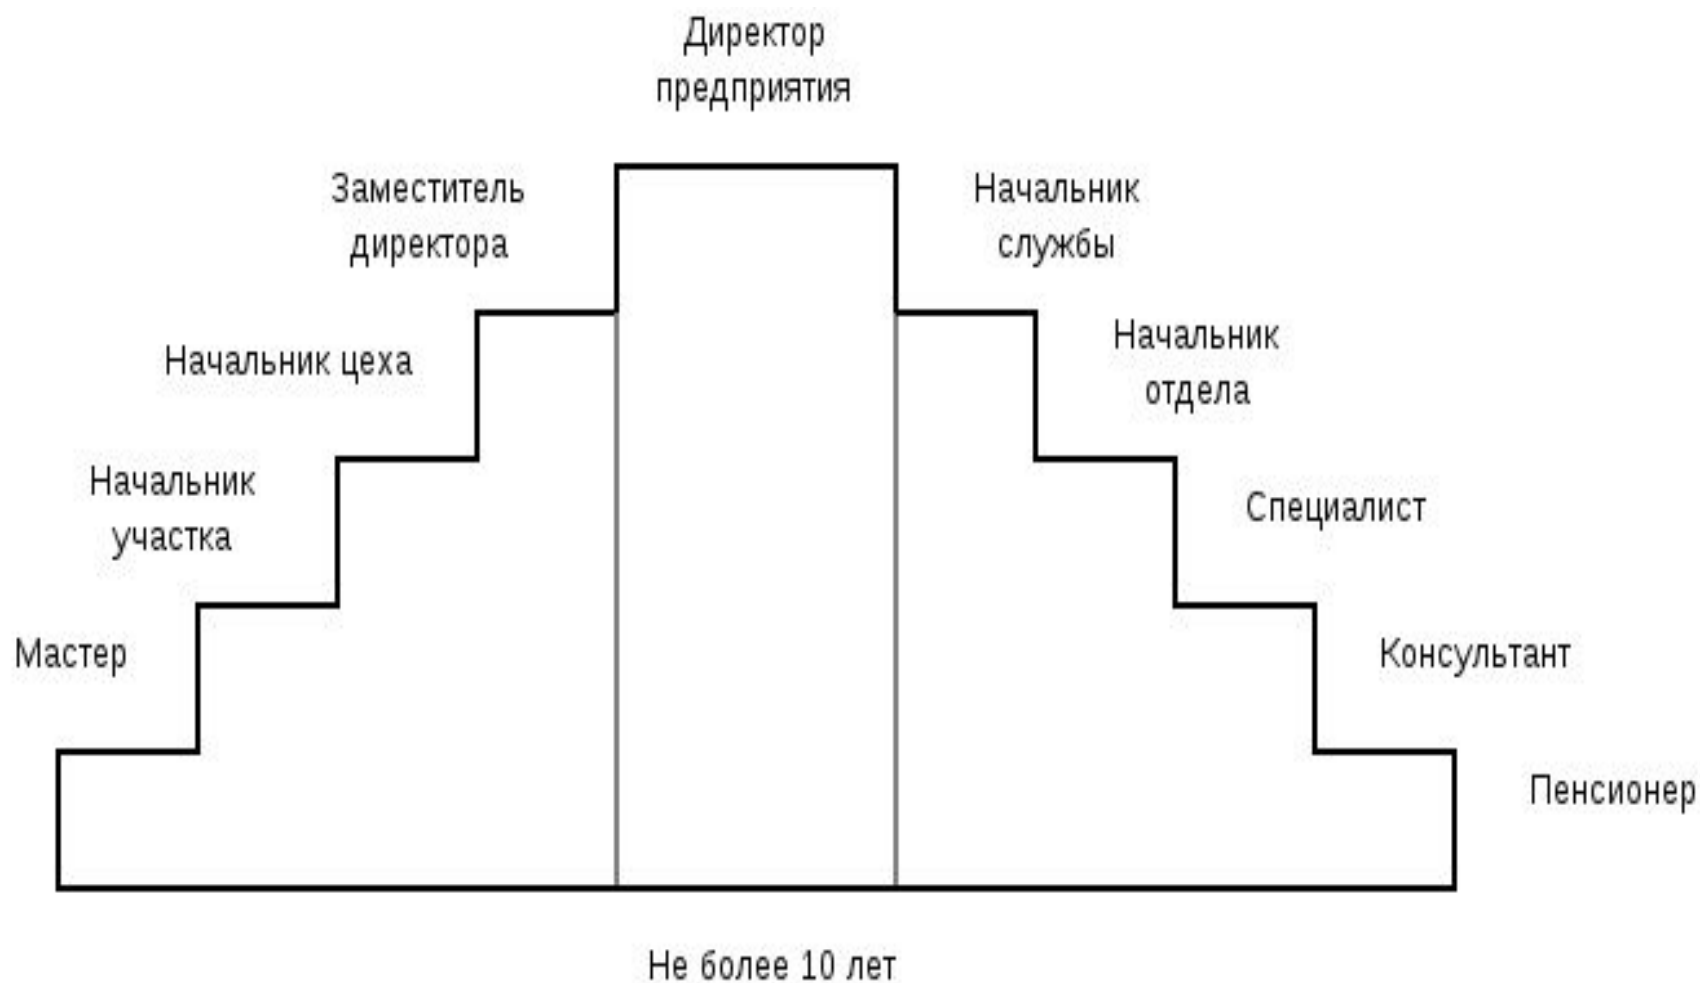 Директор
предприятия
Заместитель
директора
Начальник
службы
Начальник цеха
Начальник
отдела
Начальник
участка
Специалист
Мастер
Консультант
Пенсионер
Не более 10 лет